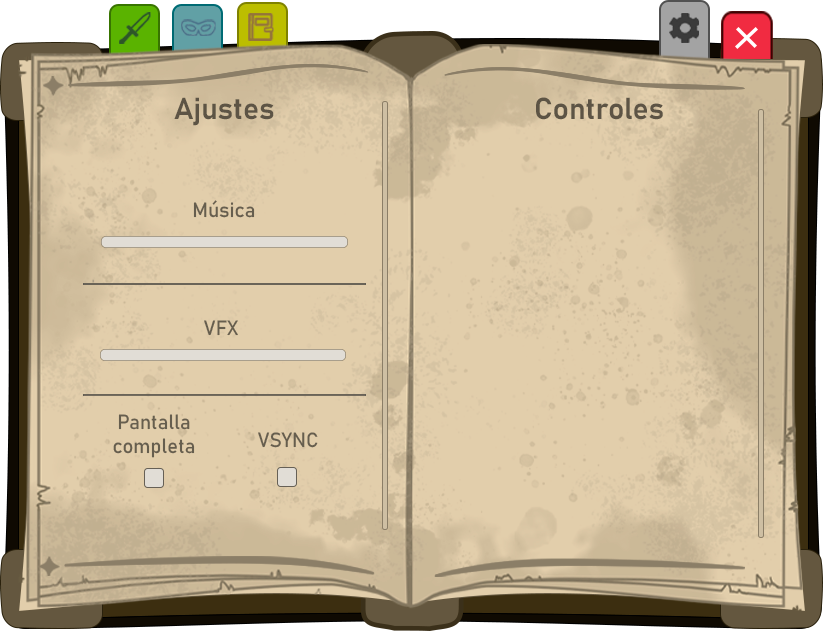 Ajustes
Música
VFX
Pantalla
completa
VSYNC
Controles